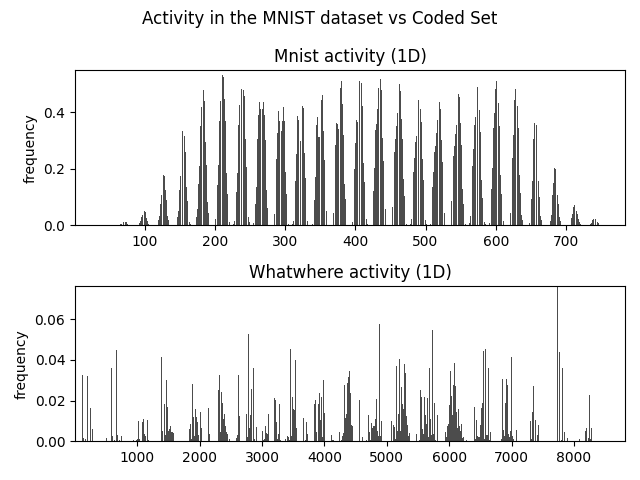 Activity in the MNIST dataset vs Coded Set
Mnist activity (1D)
frequency
0.4
0.2
0.0
100 200 300 400 500 600 700
Whatwhere activity (1D)
frequency
0.06
0.04
0.02
0.00
1000 2000 3000 4000 5000 6000 7000 8000